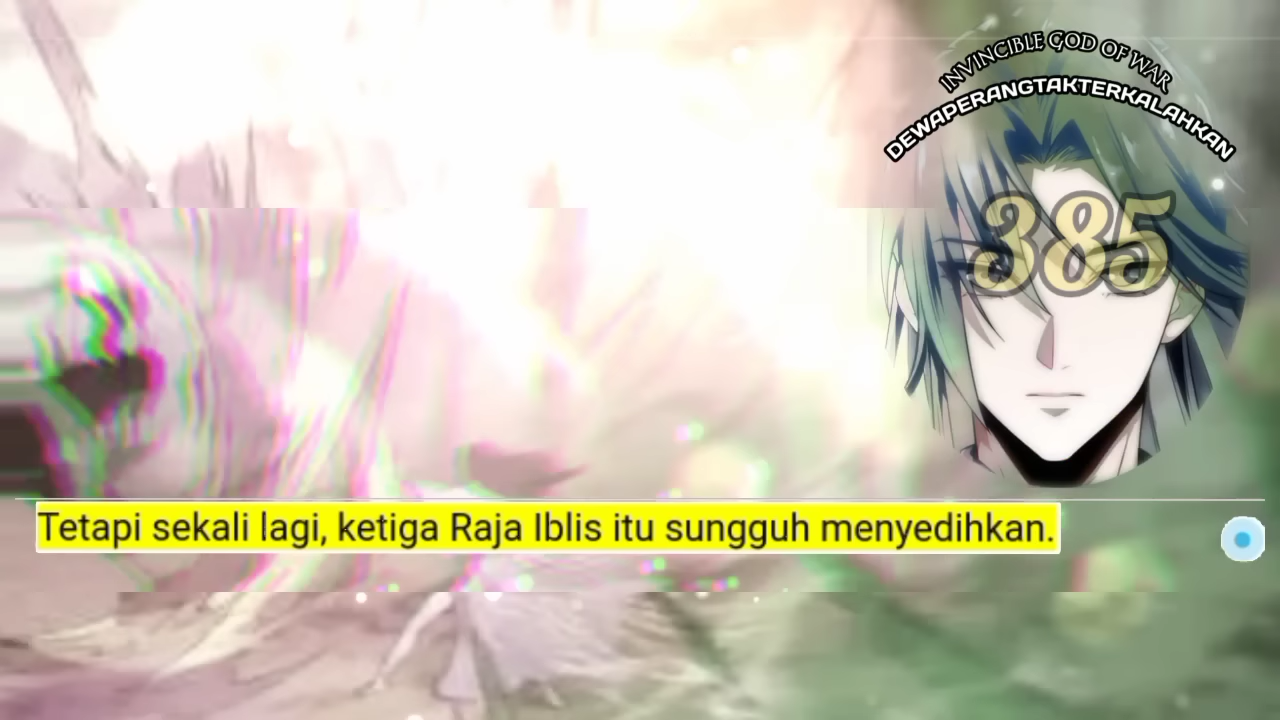 INVINCIBLE GOD OF WAR
DEWAPERANGTAKTERKALAHKAN
385
Tetapi sekali lagi, ketiga Raja Iblis itu sungguh menyedihkan.